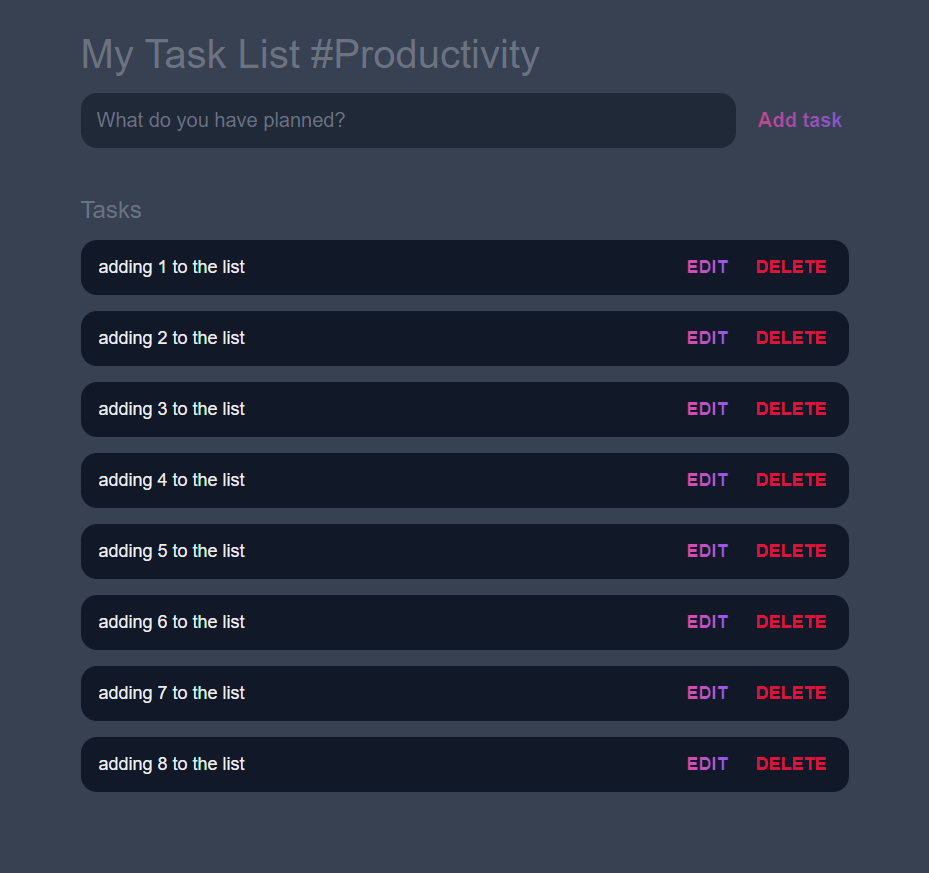 My Task List #Productivity
What do you have planned? Add task
Tasks
adding 1 to the list EDIT DELETE
adding 2 to the list EDIT DELETE
adding 3 to the list EDIT DELETE
adding 4 to the list EDIT DELETE
adding 5 to the list EDIT DELETE
adding 6 to the list EDIT DELETE
adding 7 to the list EDIT DELETE
adding 8 to the list EDIT DELETE